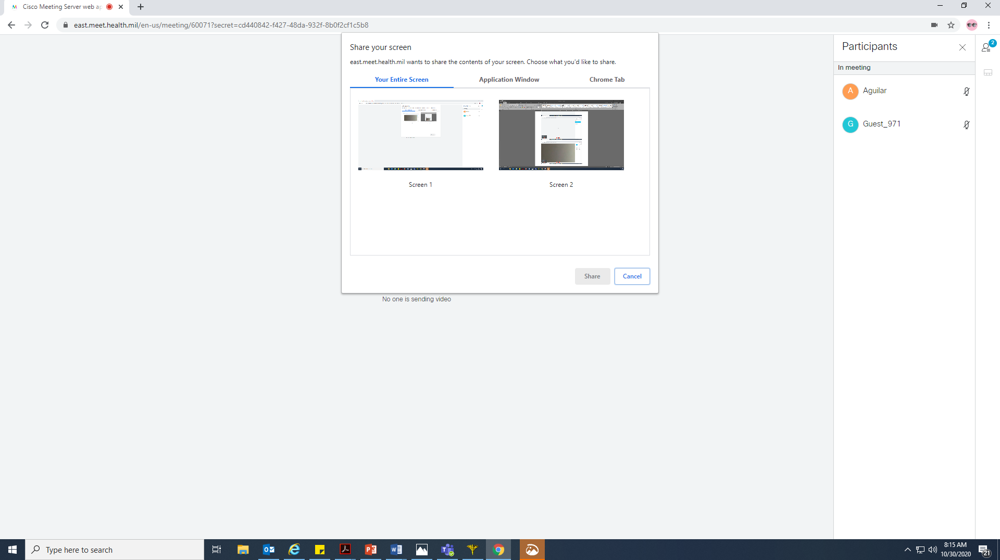 Cisco Meeting Server web ap
east.meet.health.mil/en-us/meeting/60071?secret=cd440842-f427-48da-932f-8b0f2cf1c5b8
Share your screen
east.meet.health.mil wants to share the contents of your screen. Choose what you'd like to share.
Your Entire Screen
Application Window
Chrome Tab
Screen 1
Screen 2
Share
Cancel
No one is sending video
Participants
2
In meeting
A
Aguilar
G
Guest_971
Type here to search
8:15 AM
10/30/2020
21